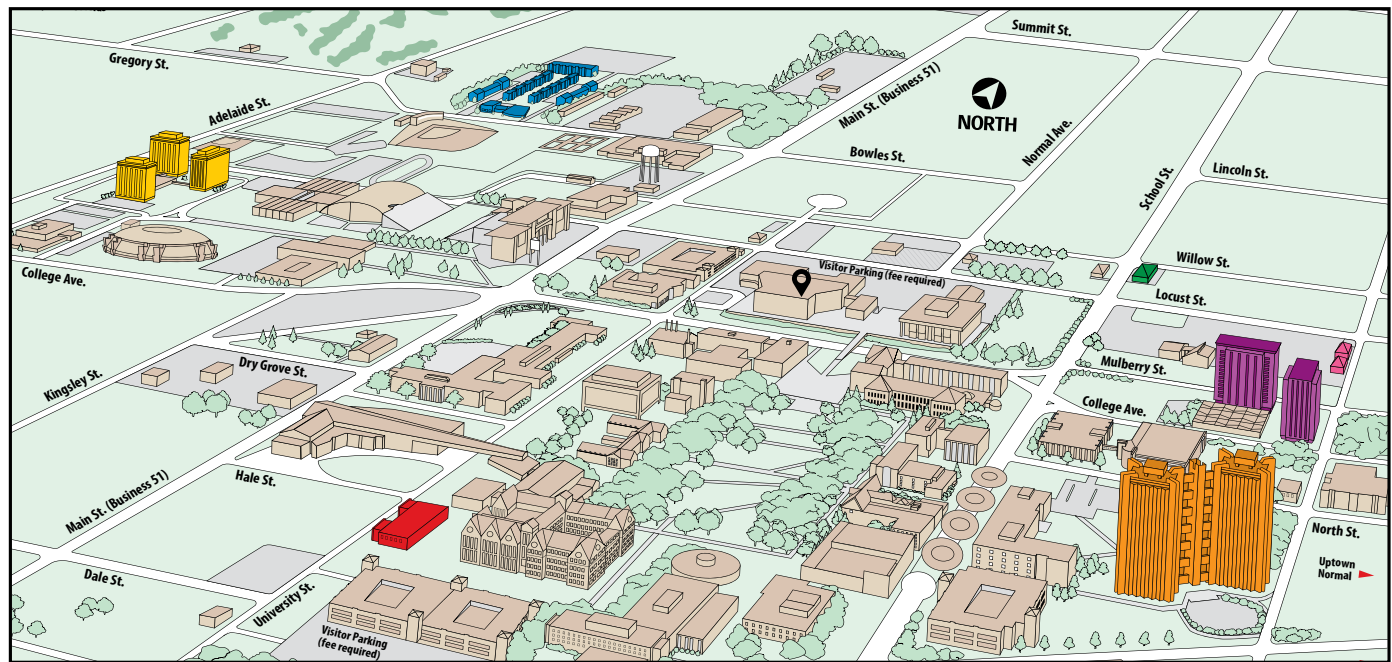 Summit St.
Gregory St.
Main St. (Business 51)
Adelaide St.
NORTH
Normal Ave.
Bowles St.
Lincoln St.
School St.
Willow St.
College Ave.
Visitor Parking (fee required)
Locust St.
Mulberry St.
Dry Grove St.
Kingsley St.
College Ave.
Hale St.
Main St. (Business 51)
North St.
Uptown
Normal
Dale St.
University St.
Visitor Parking
(fee required)